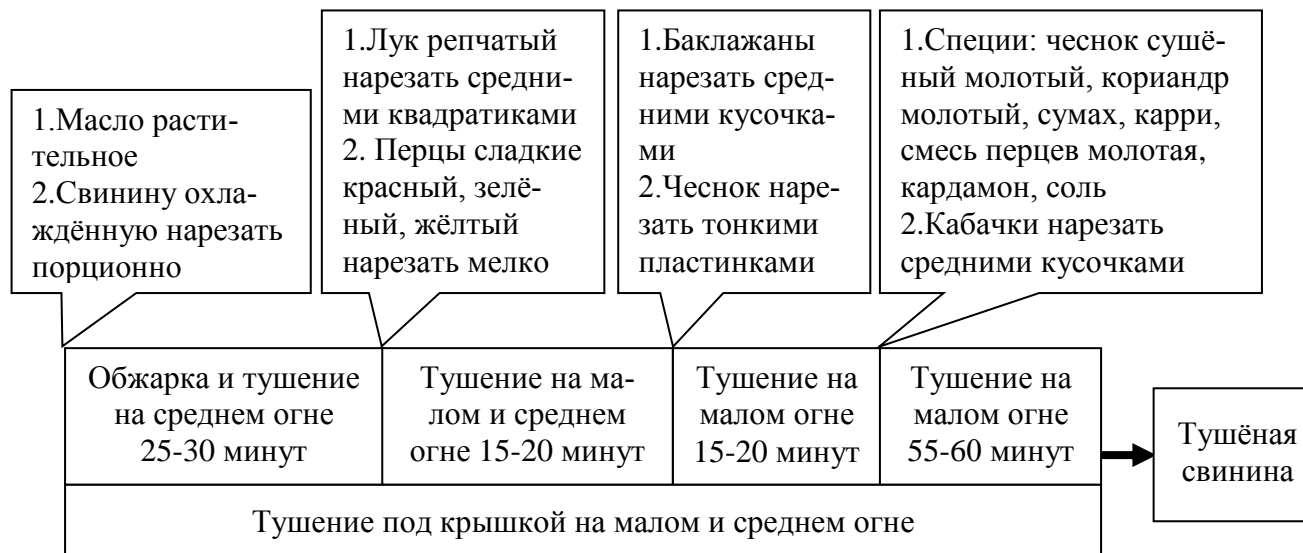 1.Масло расти-
тельное
2.Свинину охла-
ждённую нарезать
порционно
1.Лук репчатый
нарезать средни-
ми квадратиками
2. Перцы сладкие
красный, зелё-
ный, жёлтый
нарезать мелко
1.Баклажаны
нарезать сред-
ними кусочка-
ми
2.Чеснок наре-
зать тонкими
пластинками
1.Специи: чеснок сушё-
ный молотый, кориандр
молотый, сумах, карри,
смесь перцев молотая,
кардамон, соль
2.Кабачки нарезать
средними кусочками
Обжарка и тушение
на среднем огне
25-30 минут
Тушение на ма-
лом и среднем
огне 15-20 минут
Тушение на
малом огне
15-20 минут
Тушение на
малом огне
55-60 минут
Тушёная
свинина
Тушение под крышкой на малом и среднем огне